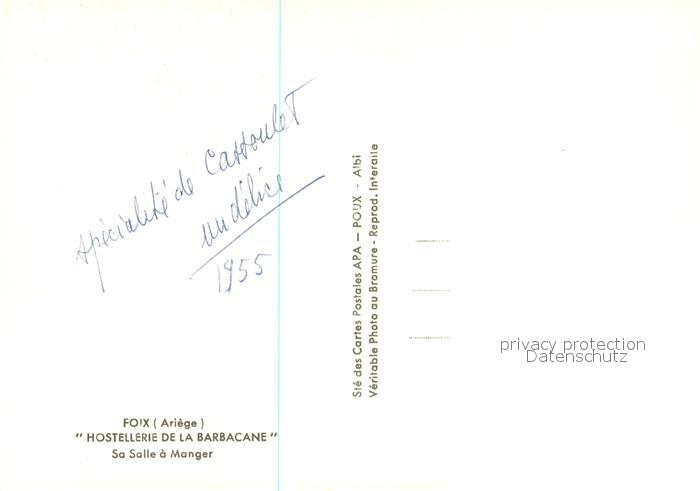 spécialité de Cassoulet
un délice
1955
FOIX ( Ariège )
" HOSTELLERIE DE LA BARBACANE "
Sa Salle à Manger
Sté des Cartes Postales APA — POUX - Albi
Véritable Photo au Bromure - Reprod. Interdite
privacy protection
Datenschutz